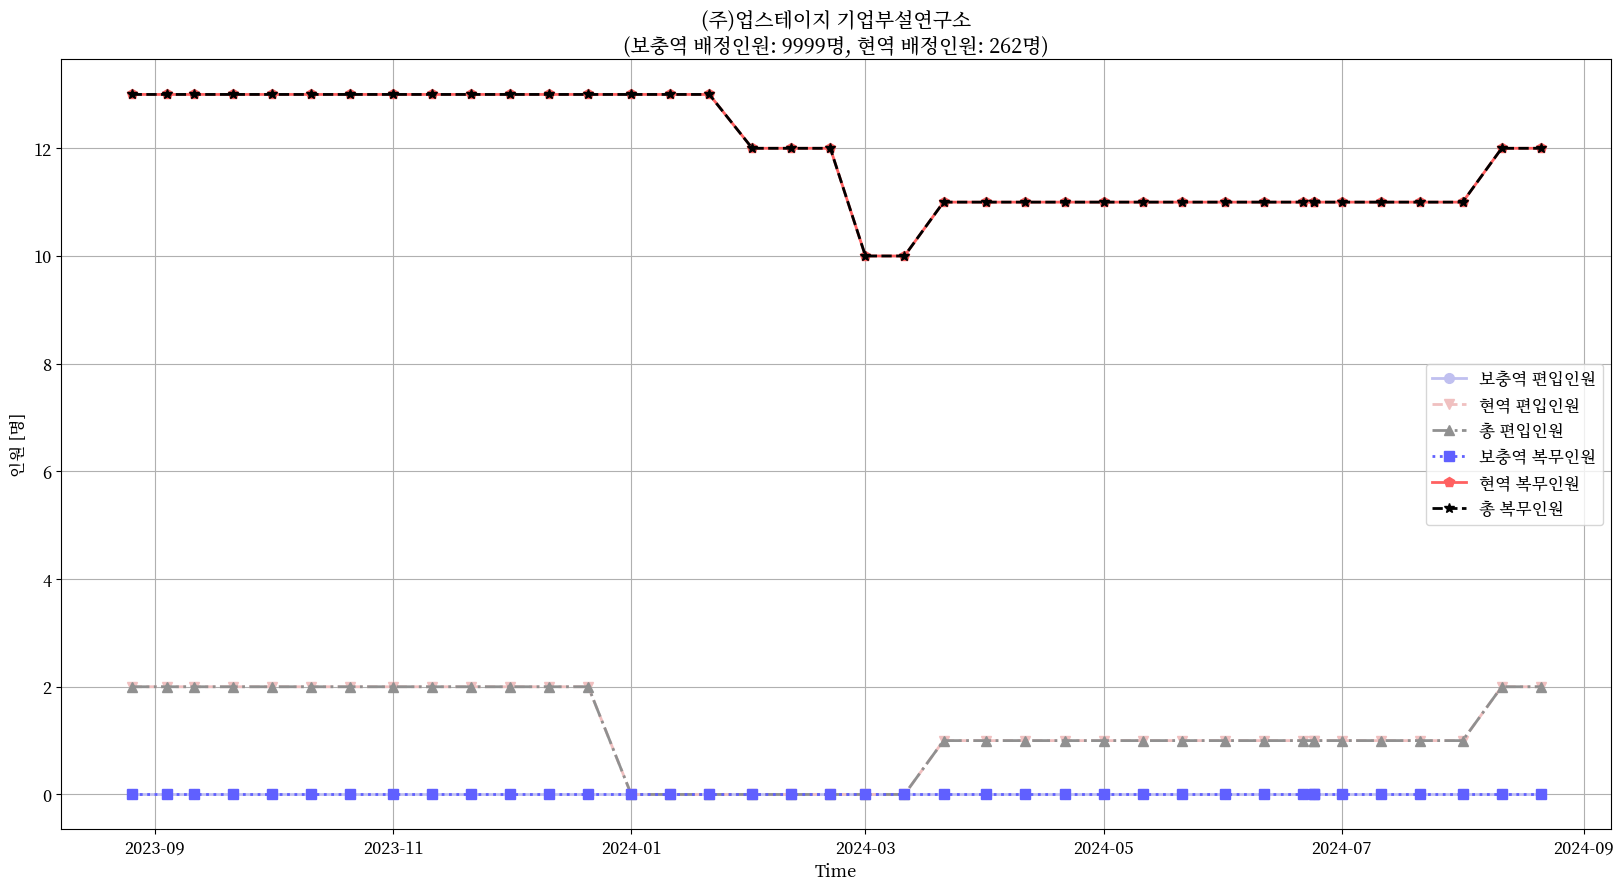 (주)업스테이지 기업부설연구소
(보충역 배정인원: 9999명, 현역 배정인원: 262명)
인원 [명]
12
10
8
6
4
2
0
보충역 편입인원
현역 편입인원
총 편입인원
보충역 복무인원
현역 복무인원
총 복무인원
2023-09
2023-11
2024-01
2024-03
2024-05
2024-07
2024-09
Time